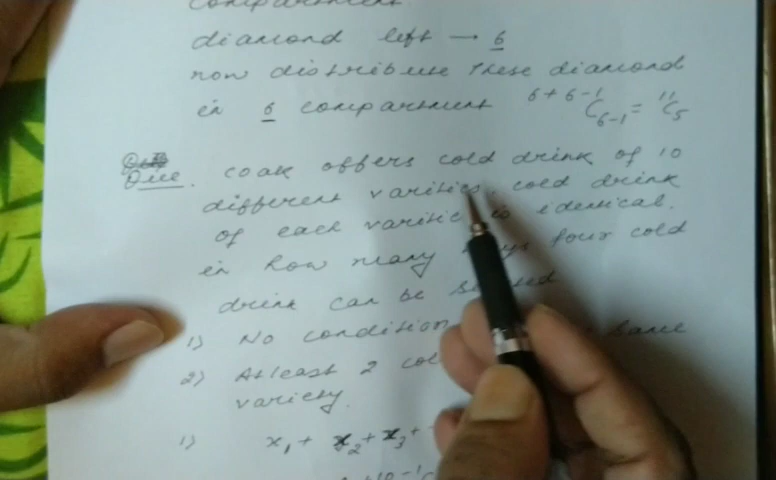 compartment
diamond left → 6
now distribute these diamond
in 6 compartment 6+6-1C6-1 = 11C5
Que. coak offers cold drink of 10
different varities. cold drink
of each varitie is identical.
in how many four cold
drink can be
1) No condition
2) Atleast 2
variety.
1) x1 + x2 + x3 +